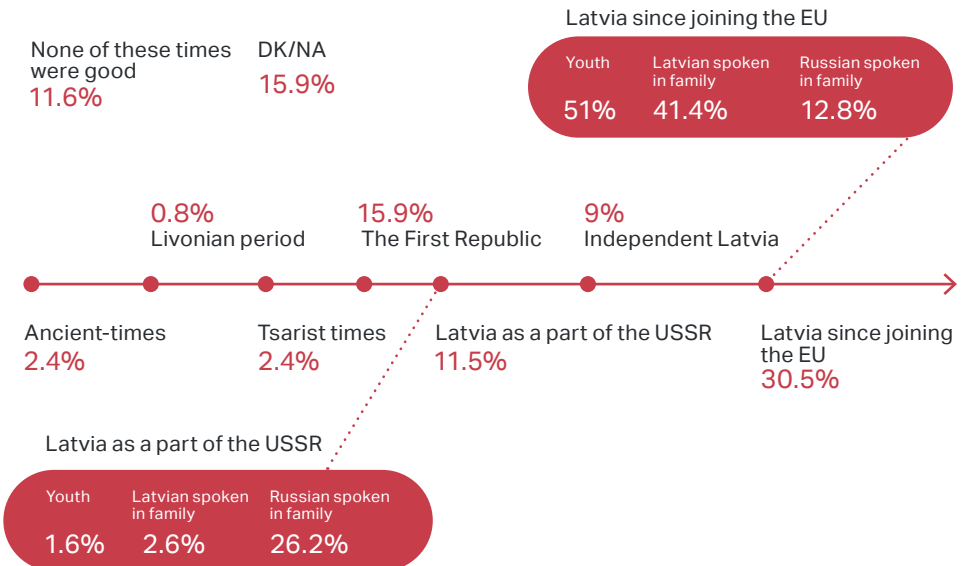 Latvia since joining the EU
None of these times
were good
11.6%
DK/NA
15.9%
Youth
51%
Latvian spoken
in family
41.4%
Russian spoken
in family
12.8%
0.8%
Livonian period
15.9%
The First Republic
9%
Independent Latvia
Ancient-times
2.4%
Tsarist times
2.4%
Latvia as a part of the USSR
11.5%
Latvia since joining
the EU
30.5%
Latvia as a part of the USSR
Youth
1.6%
Latvian spoken
in family
2.6%
Russian spoken
in family
26.2%